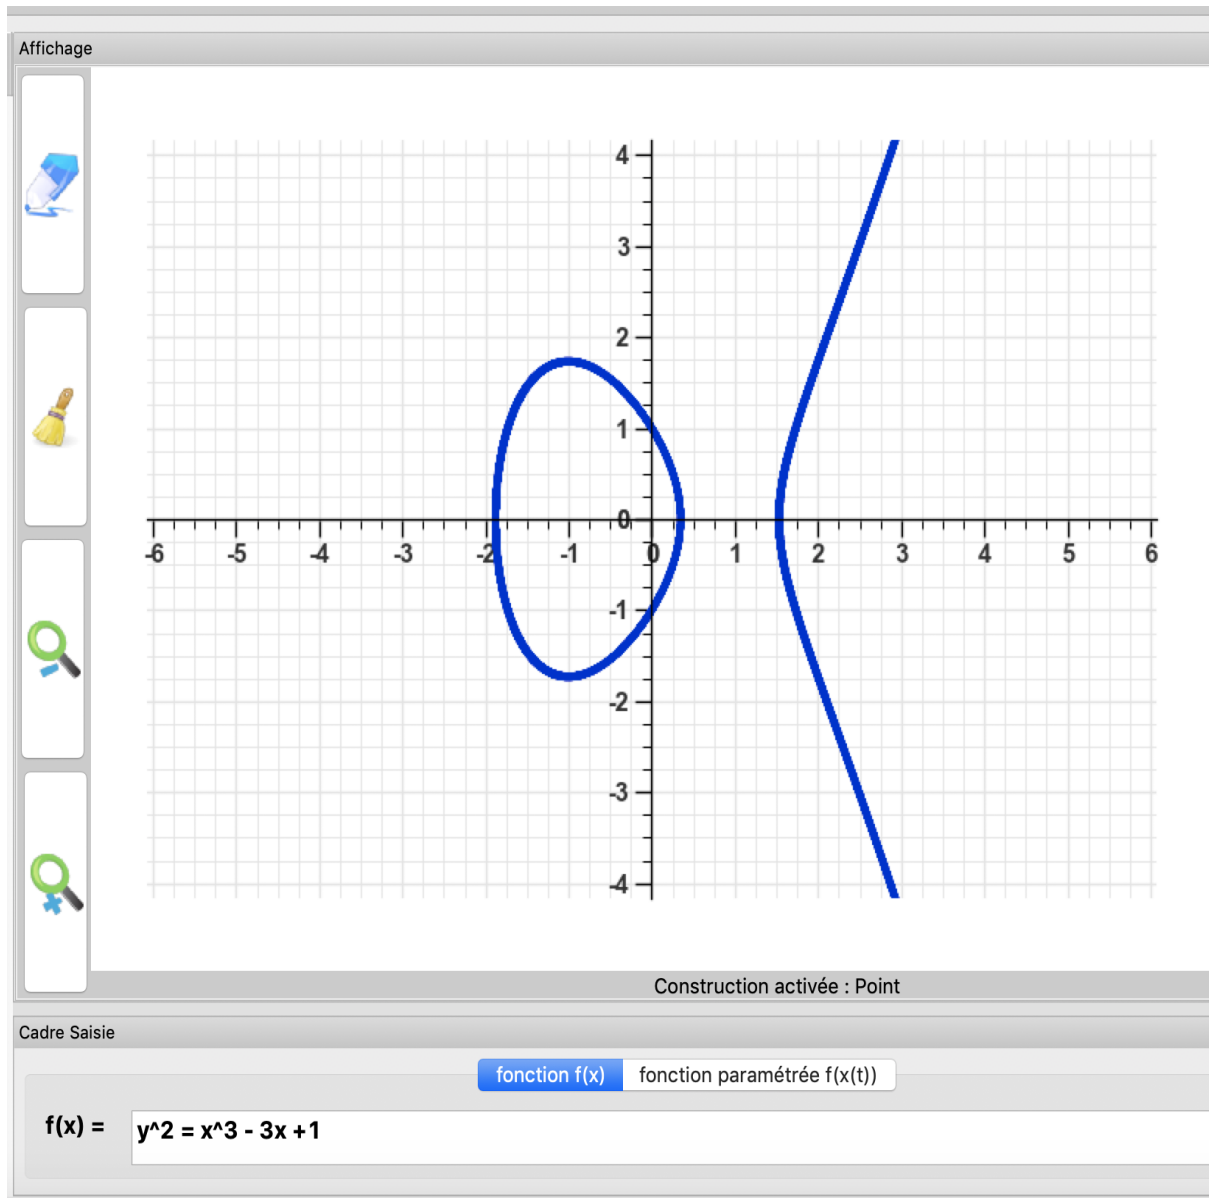 Affichage
4
3
2
1
0
-6 -5 -4 -3 -2 -1 0 1 2 3 4 5 6
-1
-2
-3
-4
Construction activée : Point
Cadre Saisie
fonction f(x) fonction paramétrée f(x(t))
f(x) = y^2 = x^3 - 3x +1